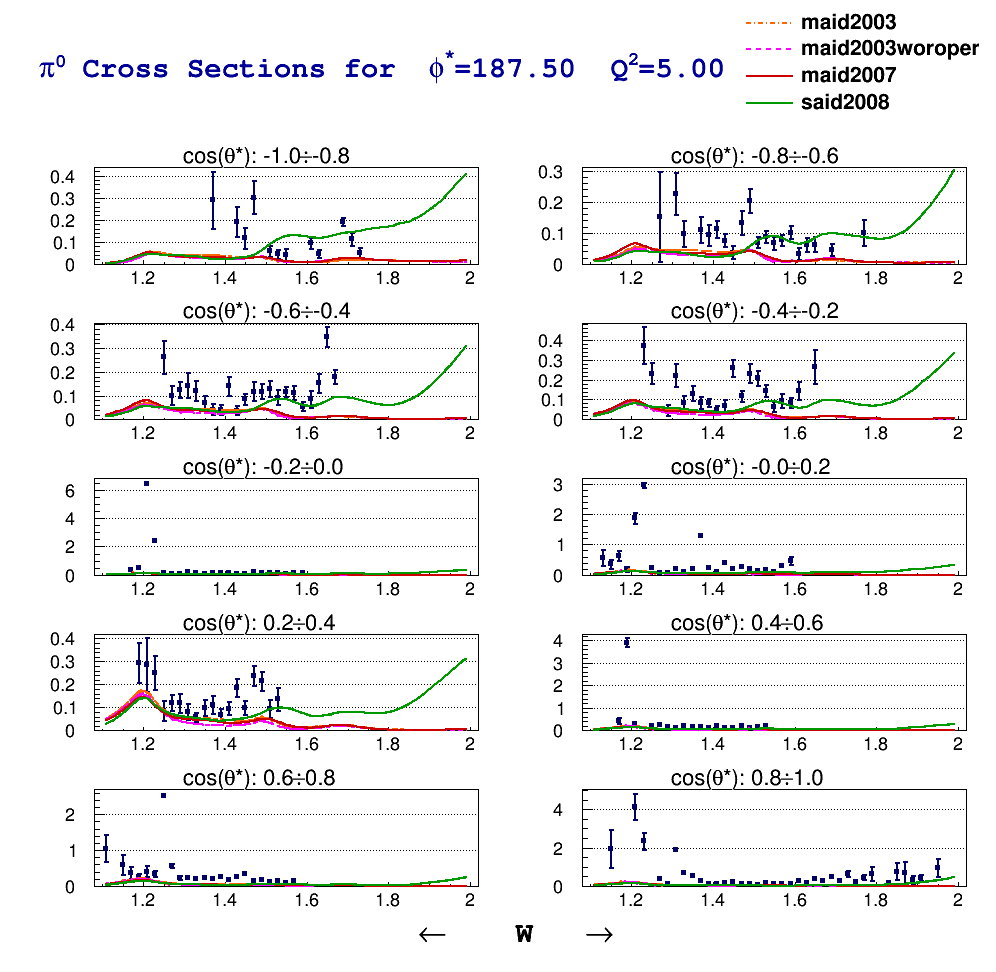 maid2003
maid2003woroper
maid2007
said2008
π⁰ Cross Sections for ϕ*=187.50 Q²=5.00
cos(θ*): -1.0÷-0.8
0.4
0.3
0.2
0.1
0
1.2 1.4 1.6 1.8 2
cos(θ*): -0.8÷-0.6
0.3
0.2
0.1
0
1.2 1.4 1.6 1.8 2
cos(θ*): -0.6÷-0.4
0.4
0.3
0.2
0.1
0
1.2 1.4 1.6 1.8 2
cos(θ*): -0.4÷-0.2
0.4
0.3
0.2
0.1
0
1.2 1.4 1.6 1.8 2
cos(θ*): -0.2÷0.0
6
4
2
0
1.2 1.4 1.6 1.8 2
cos(θ*): -0.0÷0.2
3
2
1
0
1.2 1.4 1.6 1.8 2
cos(θ*): 0.2÷0.4
0.4
0.3
0.2
0.1
0
1.2 1.4 1.6 1.8 2
cos(θ*): 0.4÷0.6
4
3
2
1
0
1.2 1.4 1.6 1.8 2
cos(θ*): 0.6÷0.8
2
1
0
1.2 1.4 1.6 1.8 2
cos(θ*): 0.8÷1.0
4
2
0
1.2 1.4 1.6 1.8 2
← W →